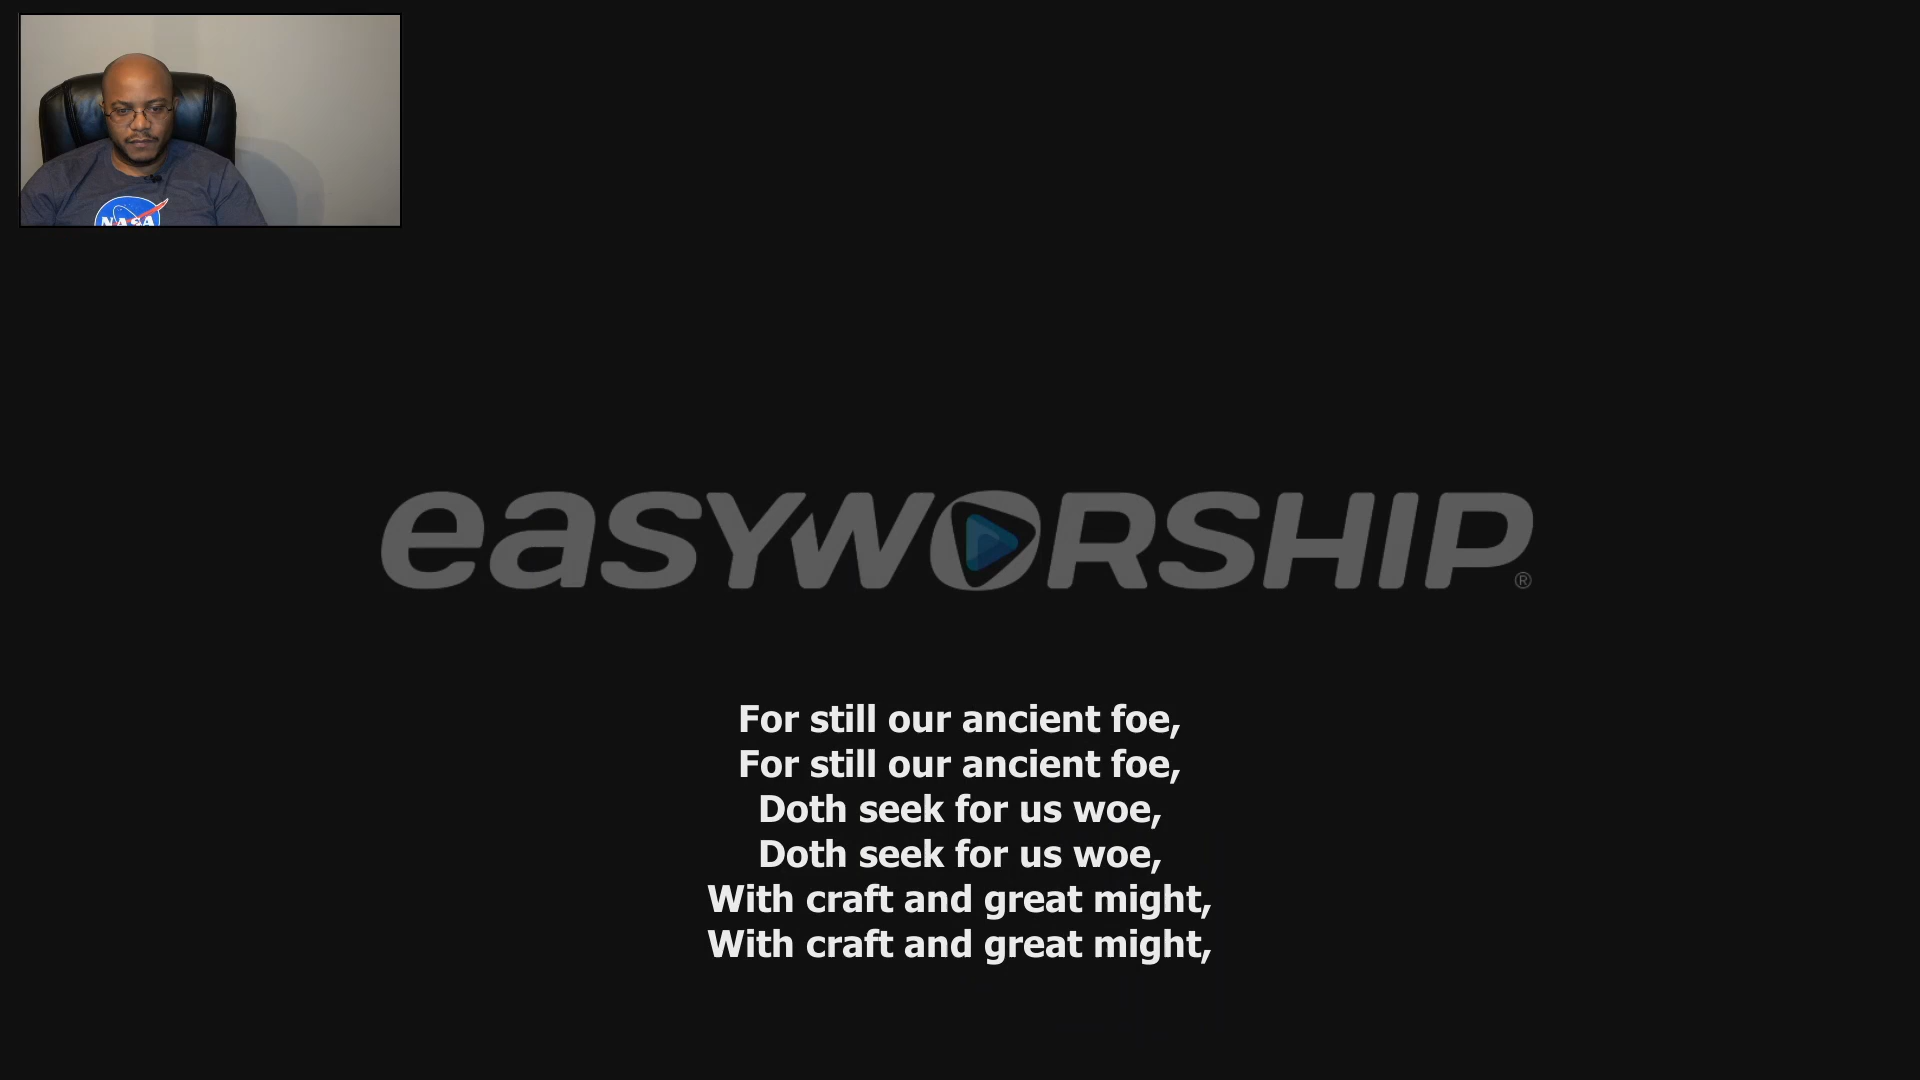 NASA
easyWORSHIP®
For still our ancient foe,
For still our ancient foe,
Doth seek for us woe,
Doth seek for us woe,
With craft and great might,
With craft and great might,